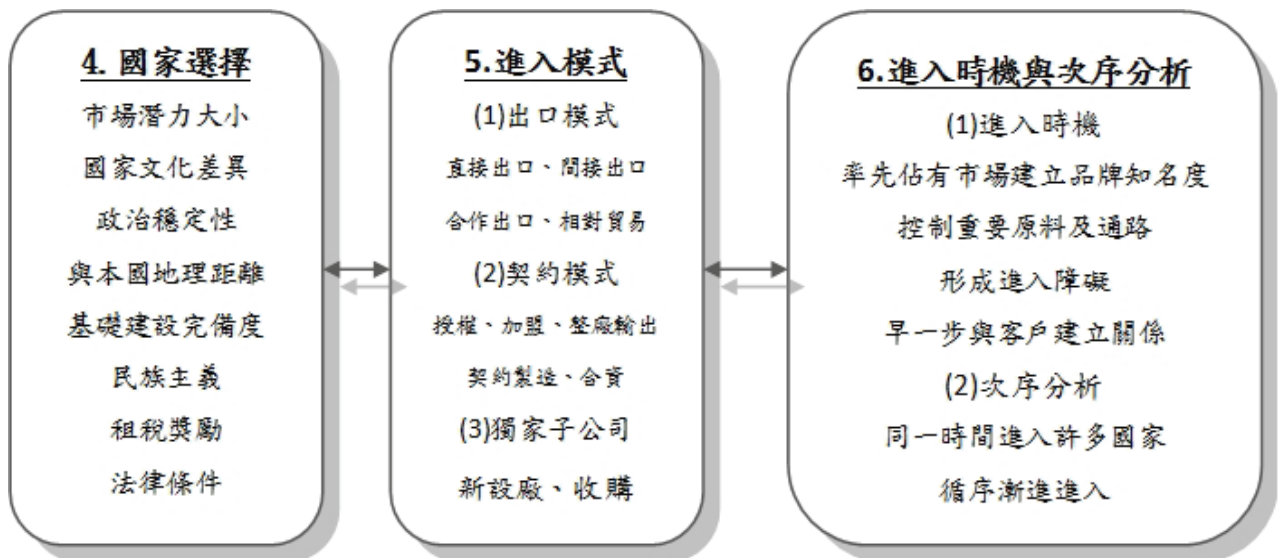 4. 國家選擇
市場潛力大小
國家文化差異
政治穩定性
與本國地理距離
基礎建設完備度
民族主義
租稅獎勵
法律條件
5.進入模式
(1)出口模式
直接出口、間接出口
合作出口、相對貿易
(2)契約模式
授權、加盟、整廠輸出
契約製造、合資
(3)獨家子公司
新設廠、收購
6.進入時機與次序分析
(1)進入時機
率先佔有市場建立品牌知名度
控制重要原料及通路
形成進入障礙
早一步與客戶建立關係
(2)次序分析
同一時間進入許多國家
循序漸進進入